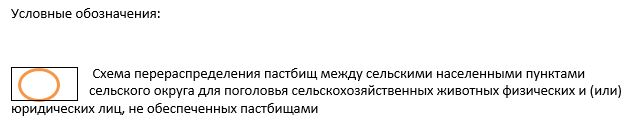 Условные обозначения:
Схема перераспределения пастбищ между сельскими населенными пунктами
сельского округа для поголовья сельскохозяйственных животных физических и (или)
юридических лиц, не обеспеченных пастбищами